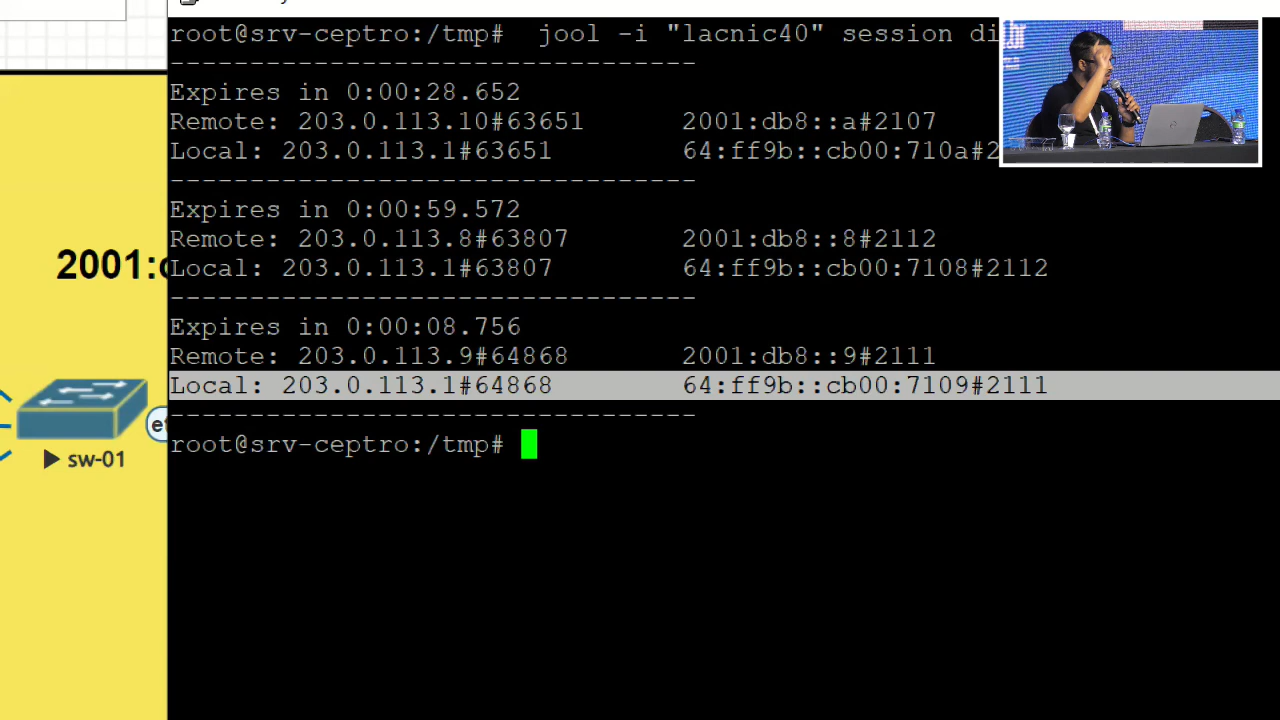 root@srv-ceptro:/tmp# jool -i "lacnic40" session di
---------------------------------
Expires in 0:00:28.652
Remote: 203.0.113.10#63651 2001:db8::a#2107
Local: 203.0.113.1#63651 64:ff9b::cb00:710a#2
---------------------------------
Expires in 0:00:59.572
Remote: 203.0.113.8#63807 2001:db8::8#2112
Local: 203.0.113.1#63807 64:ff9b::cb00:7108#2112
---------------------------------
Expires in 0:00:08.756
Remote: 203.0.113.9#64868 2001:db8::9#2111
Local: 203.0.113.1#64868 64:ff9b::cb00:7109#2111
---------------------------------
root@srv-ceptro:/tmp#
2001:
sw-01